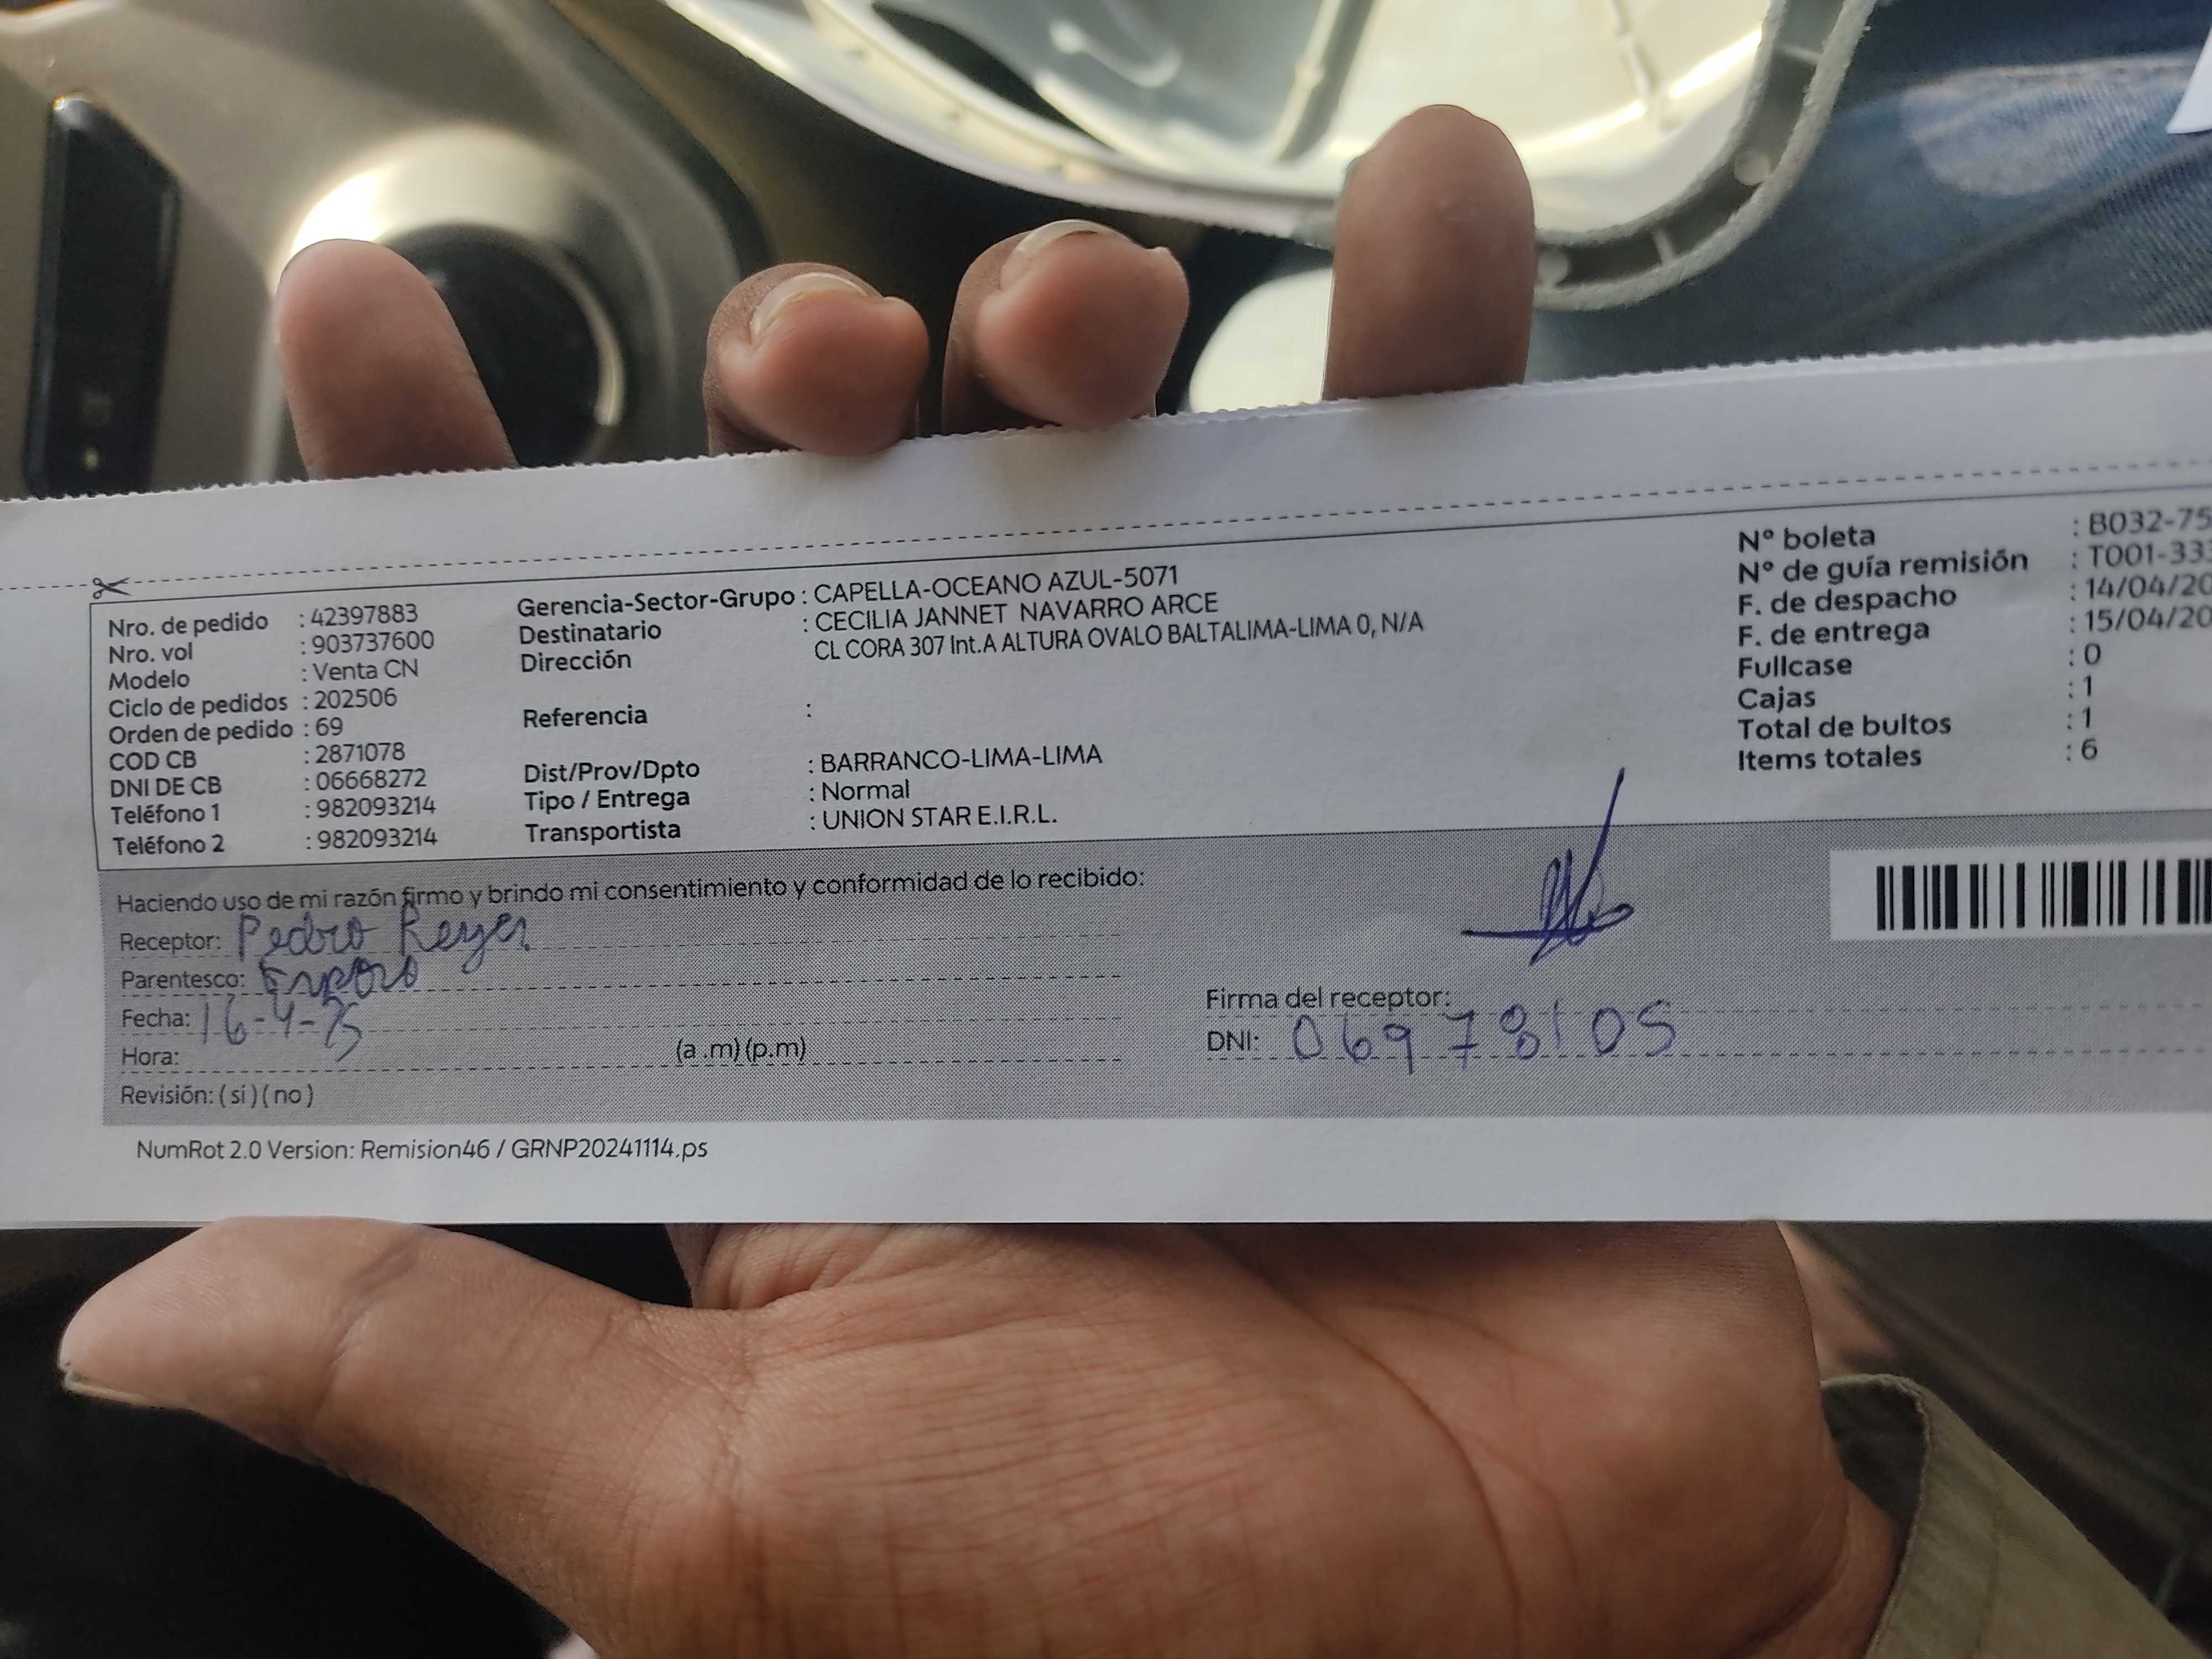 Nro. de pedido : 42397883
Nro. vol : 903737600
Modelo : Venta CN
Ciclo de pedidos : 202506
Orden de pedido : 69
COD CB : 2871078
DNI DE CB : 06668272
Teléfono 1 : 982093214
Teléfono 2 : 982093214
Gerencia-Sector-Grupo : CAPELLA-OCEANO AZUL-5071
Destinatario : CECILIA JANNET NAVARRO ARCE
Dirección CL CORA 307 Int.A ALTURA OVALO BALTALIMA-LIMA 0, N/A
Referencia :
Dist/Prov/Dpto : BARRANCO-LIMA-LIMA
Tipo / Entrega : Normal
Transportista : UNION STAR E.I.R.L.
N° boleta : B032-75
N° de guía remisión : T001-333
F. de despacho : 14/04/20
F. de entrega : 15/04/20
Fullcase : 0
Cajas : 1
Total de bultos : 1
Items totales : 6
Haciendo uso de mi razón firmo y brindo mi consentimiento y conformidad de lo recibido:
Receptor: Pedro Reyes
Parentesco: Esposo
Fecha: 16-4-25
Hora: (a .m) (p.m)
Revisión: ( si ) ( no )
Firma del receptor:
DNI: 06978105
NumRot 2.0 Version: Remision46 / GRNP20241114.ps